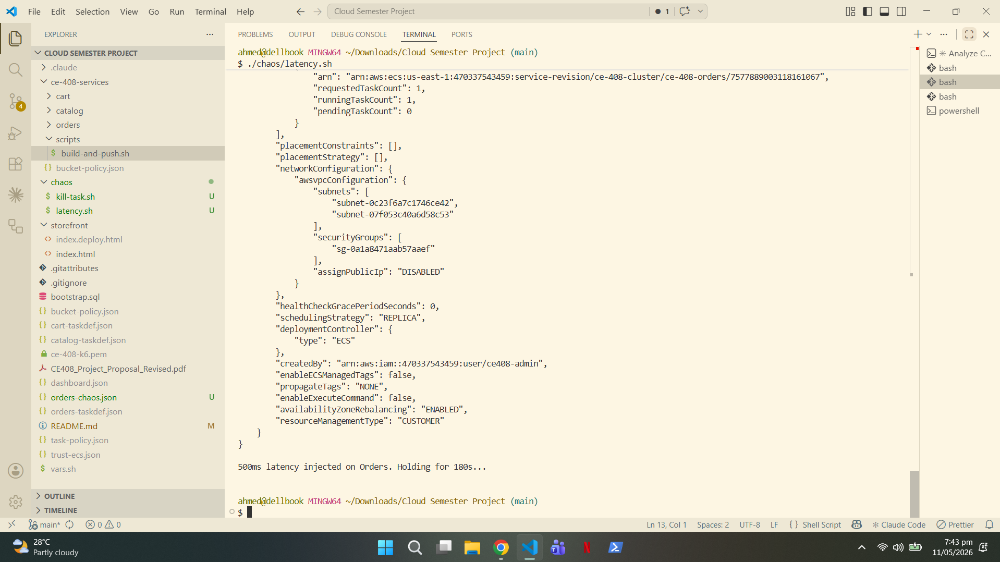 File Edit Selection View Go Run Terminal Help
Cloud Semester Project
1
EXPLORER
CLOUD SEMESTER PROJECT
.claude
ce-408-services
cart
catalog
orders
scripts
build-and-push.sh
bucket-policy.json
chaos
kill-task.sh U
latency.sh U
storefront
index.deploy.html
index.html
.gitattributes
.gitignore
bootstrap.sql
bucket-policy.json
cart-taskdef.json
catalog-taskdef.json
ce-408-k6.pem
CE408_Project_Proposal_Revised.pdf
dashboard.json
orders-chaos.json U
orders-taskdef.json
README.md M
task-policy.json
trust-ecs.json
vars.sh
OUTLINE
TIMELINE
4
PROBLEMS OUTPUT DEBUG CONSOLE TERMINAL PORTS
ahmed@dellbook MINGW64 ~/Downloads/Cloud Semester Project (main)
$ ./chaos/latency.sh
"arn": "arn:aws:ecs:us-east-1:470337543459:service-revision/ce-408-cluster/ce-408-orders/7577889003118161067",
"requestedTaskCount": 1,
"runningTaskCount": 1,
"pendingTaskCount": 0
}
],
"placementConstraints": [],
"placementStrategy": [],
"networkConfiguration": {
"awsvpcConfiguration": {
"subnets": [
"subnet-0c23f6a7c1746ce42",
"subnet-07f053c40a6d58c53"
],
"securityGroups": [
"sg-0a1a8471aab57aaef"
],
"assignPublicIp": "DISABLED"
}
},
"healthCheckGracePeriodSeconds": 0,
"schedulingStrategy": "REPLICA",
"deploymentController": {
"type": "ECS"
},
"createdBy": "arn:aws:iam::470337543459:user/ce408-admin",
"enableECSManagedTags": false,
"propagateTags": "NONE",
"enableExecuteCommand": false,
"availabilityZoneRebalancing": "ENABLED",
"resourceManagementType": "CUSTOMER"
}
}
500ms latency injected on Orders. Holding for 180s...
ahmed@dellbook MINGW64 ~/Downloads/Cloud Semester Project (main)
$
Analyze C...
bash
bash
bash
powershell
main* 0 0
Ln 13, Col 1 Spaces: 2 UTF-8 LF {} Shell Script Claude Code Prettier
28°C
Partly cloudy
7:43 pm
11/05/2026